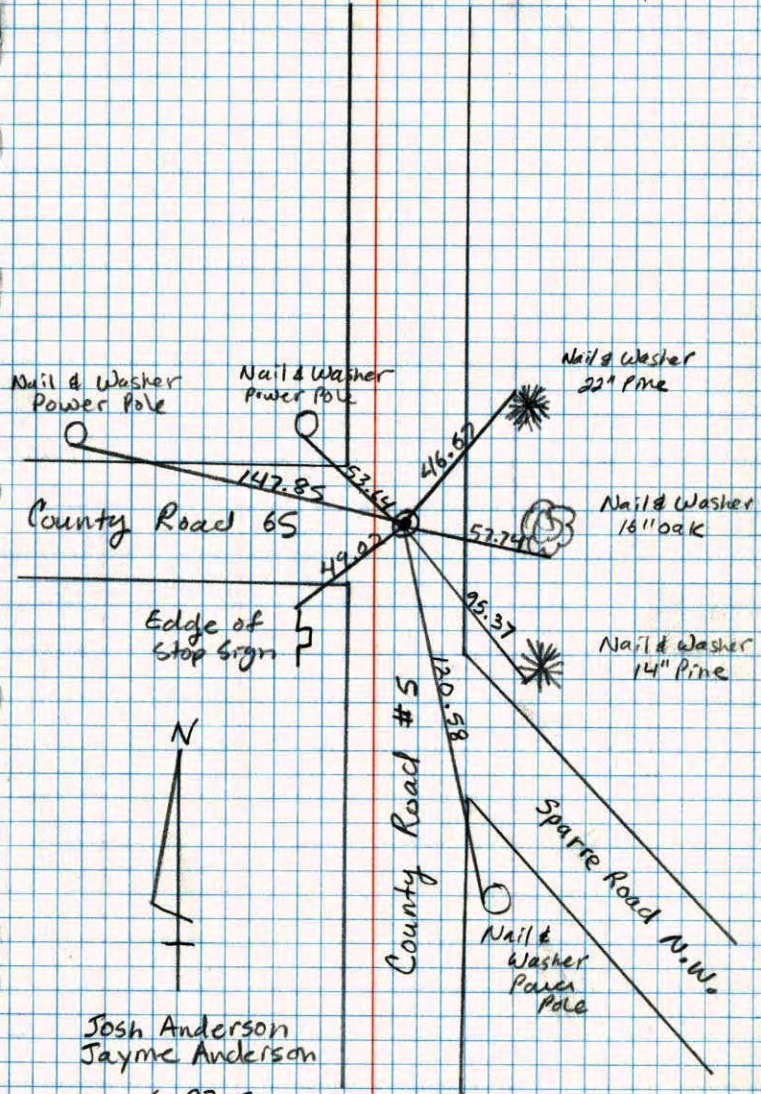 Nail & Washer
22" Pine
Nail & Washer
Power Pole
Nail & Washer
Power Pole
46.67
53.64
147.85
County Road 65
Nail & Washer
16" Oak
57.74
49.07
95.37
Edge of
Stop Sign
Nail & Washer
14" Pine
120.58
County Road #5
N
Sparre Road N.W.
Nail &
Washer
Power
Pole
Josh Anderson
Jayme Anderson